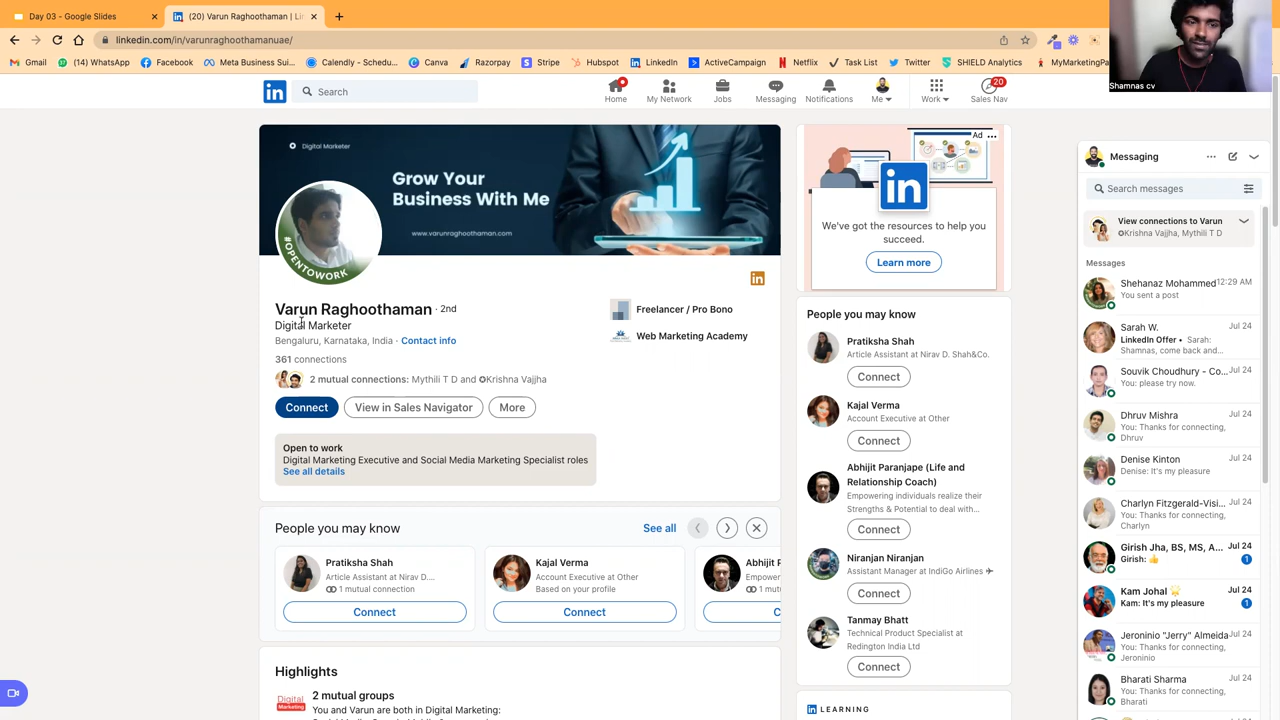 Day 03 - Google Slides
(20) Varun Raghoothaman | Lin
linkedin.com/in/varunraghoothamanuae/
Gmail
(14) WhatsApp
Facebook
Meta Business Sui...
Calendly - Schedu...
Canva
Razorpay
Stripe
Hubspot
LinkedIn
ActiveCampaign
Netflix
Task List
Twitter
SHIELD Analytics
MyMarketingPa
Shamnas cv
Search
Home
My Network
Jobs
Messaging
Notifications
Me
Work
20
Sales Nav
Digital Marketer
Grow Your
Business With Me
www.varunraghoothaman.com
#OPENTOWORK
Varun Raghoothaman · 2nd
Digital Marketer
Bengaluru, Karnataka, India · Contact info
361 connections
2 mutual connections: Mythili T D and ✪Krishna Vajjha
Connect
View in Sales Navigator
More
Freelancer / Pro Bono
Web Marketing Academy
Open to work
Digital Marketing Executive and Social Media Marketing Specialist roles
See all details
People you may know
See all
Pratiksha Shah
Article Assistant at Nirav D....
1 mutual connection
Connect
Kajal Verma
Account Executive at Other
Based on your profile
Connect
Abhijit P
Empower
1 mutu
C
Highlights
Digital
Marketing
2 mutual groups
You and Varun are both in Digital Marketing:
Ad ...
in
We've got the resources to help you
succeed.
Learn more
People you may know
Pratiksha Shah
Article Assistant at Nirav D. Shah&Co.
Connect
Kajal Verma
Account Executive at Other
Connect
Abhijit Paranjape (Life and
Relationship Coach)
Empowering individuals realize their
Strengths & Potential to deal with...
Connect
Niranjan Niranjan
Assistant Manager at IndiGo Airlines ✈
Connect
Tanmay Bhatt
Technical Product Specialist at
Redington India Ltd
Connect
in LEARNING
Messaging
Search messages
View connections to Varun
✪Krishna Vajjha, Mythili T D
Messages
Shehanaz Mohammed 12:29 AM
You sent a post
Sarah W. Jul 24
LinkedIn Offer • Sarah:
Shamnas, come back and...
Souvik Choudhury - Co... Jul 24
You: please try now.
Dhruv Mishra Jul 24
You: Thanks for connecting,
Dhruv
Denise Kinton Jul 24
Denise: It's my pleasure
Charlyn Fitzgerald-Visi... Jul 24
You: Thanks for connecting,
Charlyn
Girish Jha, BS, MS, A... Jul 24
Girish: 👍 1
Kam Johal 🌟 Jul 24
Kam: It's my pleasure 1
Jeroninio "Jerry" Almeida Jul 24
You: Thanks for connecting,
Jeroninio
Bharati Sharma Jul 24
You: Thanks for connecting,
Bharati